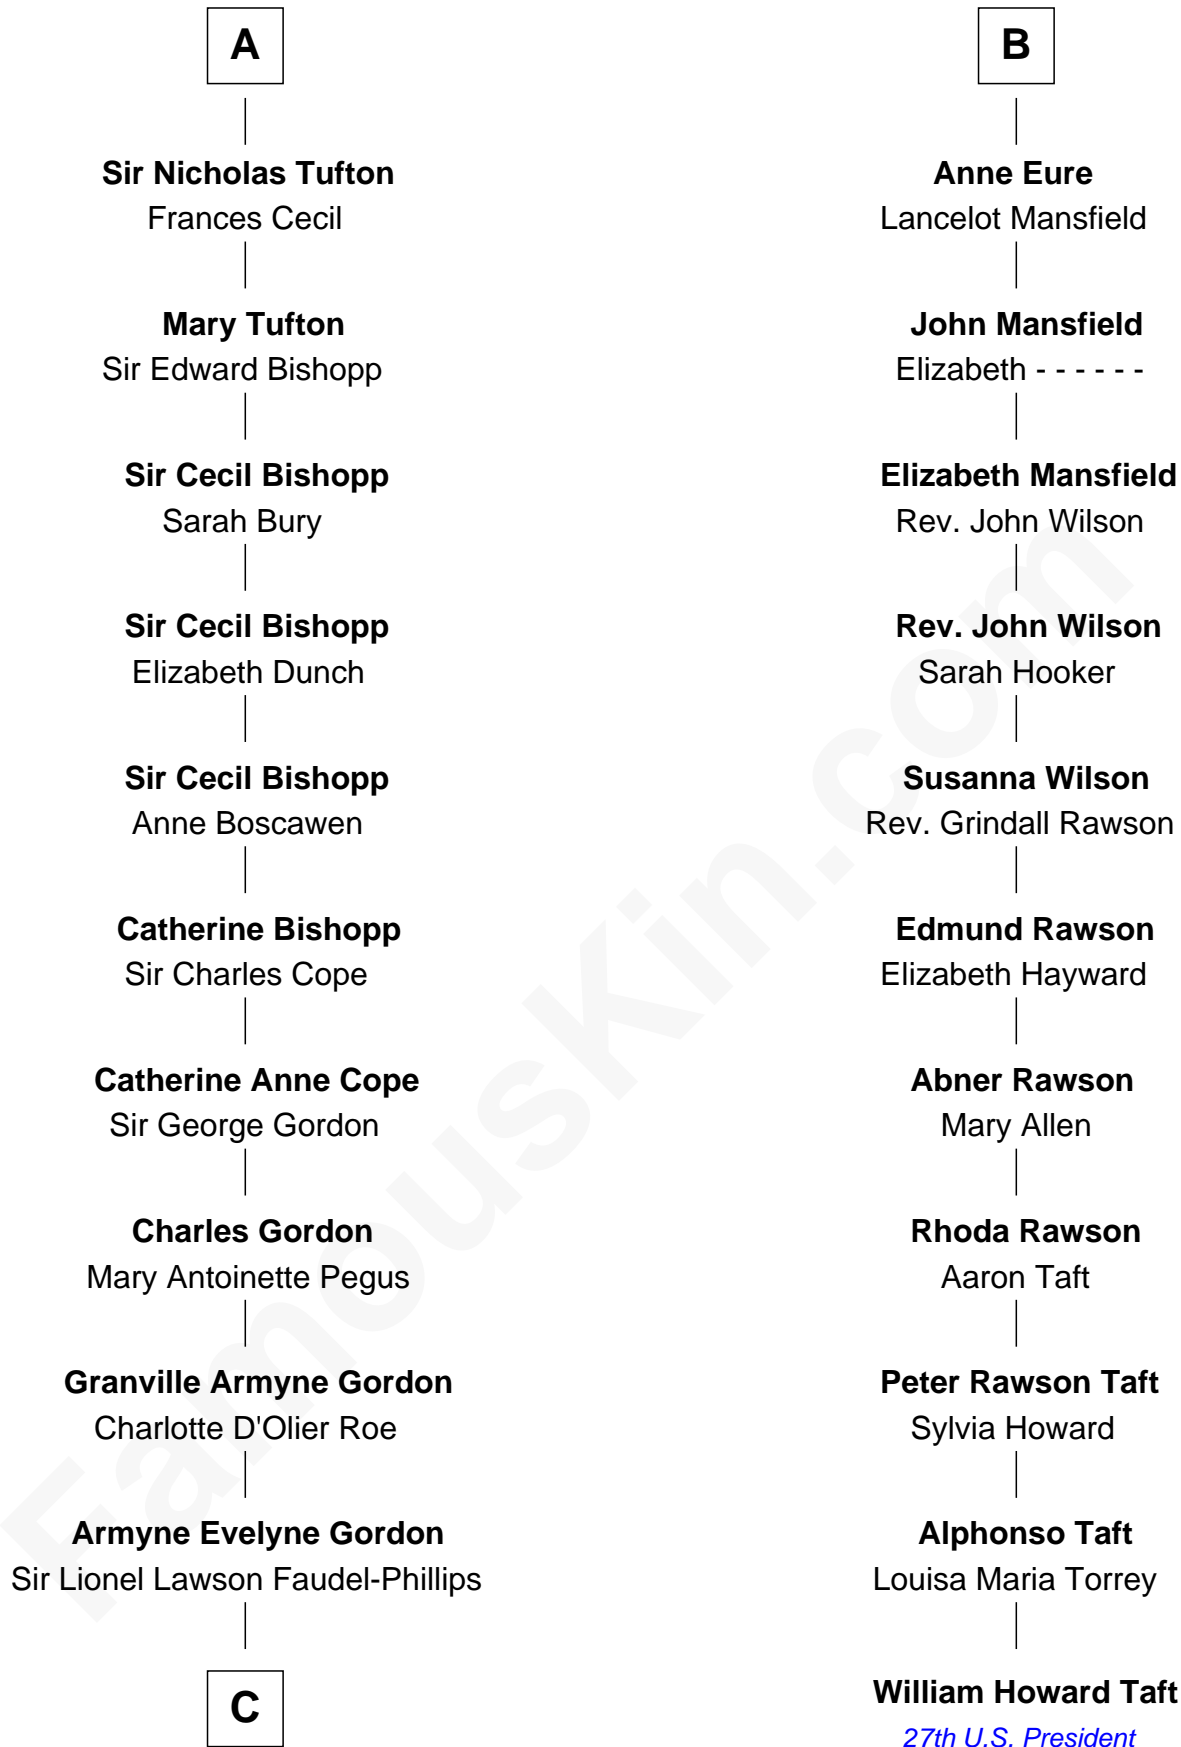 A
Sir Nicholas Tufton
Frances Cecil
Mary Tufton
Sir Edward Bishopp
Sir Cecil Bishopp
Sarah Bury
Sir Cecil Bishopp
Elizabeth Dunch
Sir Cecil Bishopp
Anne Boscawen
Catherine Bishopp
Sir Charles Cope
Catherine Anne Cope
Sir George Gordon
Charles Gordon
Mary Antoinette Pegus
Granville Armyne Gordon
Charlotte D'Olier Roe
Armyne Evelyne Gordon
Sir Lionel Lawson Faudel-Phillips
C
B
Anne Eure
Lancelot Mansfield
John Mansfield
Elizabeth - - - - - -
Elizabeth Mansfield
Rev. John Wilson
Rev. John Wilson
Sarah Hooker
Susanna Wilson
Rev. Grindall Rawson
Edmund Rawson
Elizabeth Hayward
Abner Rawson
Mary Allen
Rhoda Rawson
Aaron Taft
Peter Rawson Taft
Sylvia Howard
Alphonso Taft
Louisa Maria Torrey
William Howard Taft
27th U.S. President
FamousKin.com